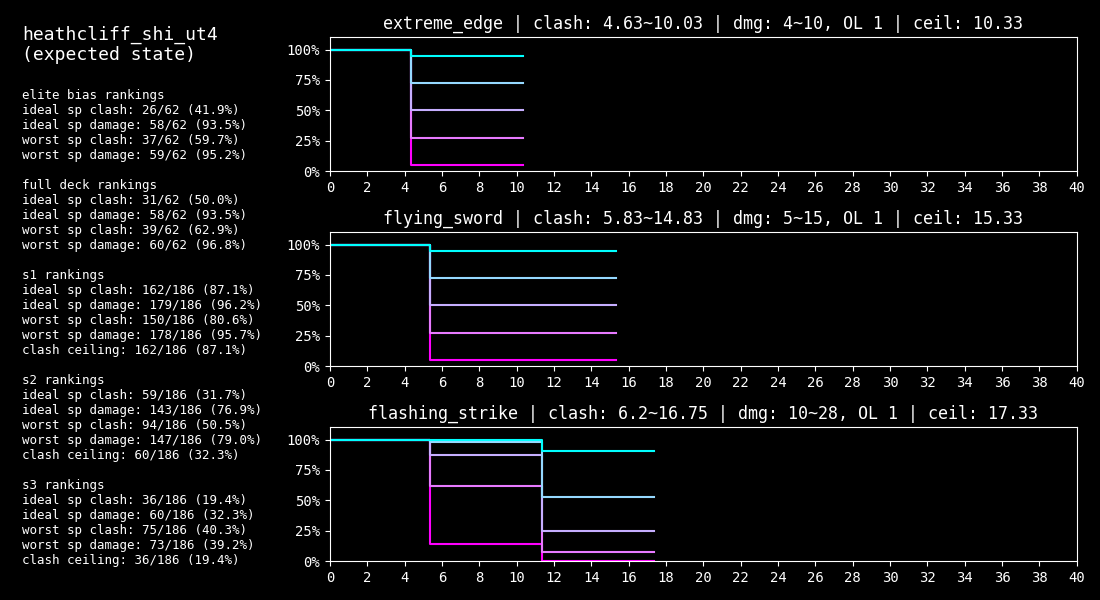 heathcliff_shi_ut4
(expected state)
elite bias rankings
ideal sp clash: 26/62 (41.9%)
ideal sp damage: 58/62 (93.5%)
worst sp clash: 37/62 (59.7%)
worst sp damage: 59/62 (95.2%)
full deck rankings
ideal sp clash: 31/62 (50.0%)
ideal sp damage: 58/62 (93.5%)
worst sp clash: 39/62 (62.9%)
worst sp damage: 60/62 (96.8%)
s1 rankings
ideal sp clash: 162/186 (87.1%)
ideal sp damage: 179/186 (96.2%)
worst sp clash: 150/186 (80.6%)
worst sp damage: 178/186 (95.7%)
clash ceiling: 162/186 (87.1%)
s2 rankings
ideal sp clash: 59/186 (31.7%)
ideal sp damage: 143/186 (76.9%)
worst sp clash: 94/186 (50.5%)
worst sp damage: 147/186 (79.0%)
clash ceiling: 60/186 (32.3%)
s3 rankings
ideal sp clash: 36/186 (19.4%)
ideal sp damage: 60/186 (32.3%)
worst sp clash: 75/186 (40.3%)
worst sp damage: 73/186 (39.2%)
clash ceiling: 36/186 (19.4%)
extreme_edge | clash: 4.63~10.03 | dmg: 4~10, OL 1 | ceil: 10.33
100%
75%
50%
25%
0%
0 2 4 6 8 10 12 14 16 18 20 22 24 26 28 30 32 34 36 38 40
flying_sword | clash: 5.83~14.83 | dmg: 5~15, OL 1 | ceil: 15.33
100%
75%
50%
25%
0%
0 2 4 6 8 10 12 14 16 18 20 22 24 26 28 30 32 34 36 38 40
flashing_strike | clash: 6.2~16.75 | dmg: 10~28, OL 1 | ceil: 17.33
100%
75%
50%
25%
0%
0 2 4 6 8 10 12 14 16 18 20 22 24 26 28 30 32 34 36 38 40